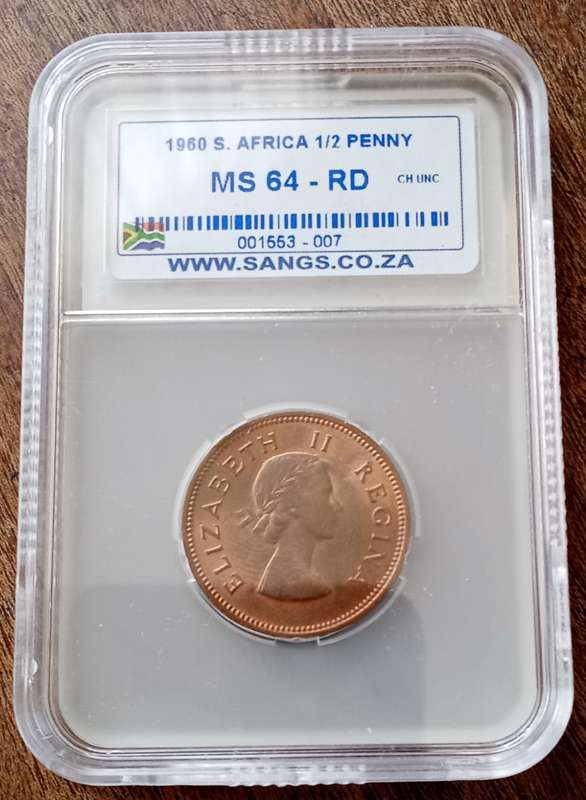 1960 S. AFRICA 1/2 PENNY
MS 64 - RD CH UNC
001553 - 007
WWW.SANGS.CO.ZA
ELIZABETH II REGINA